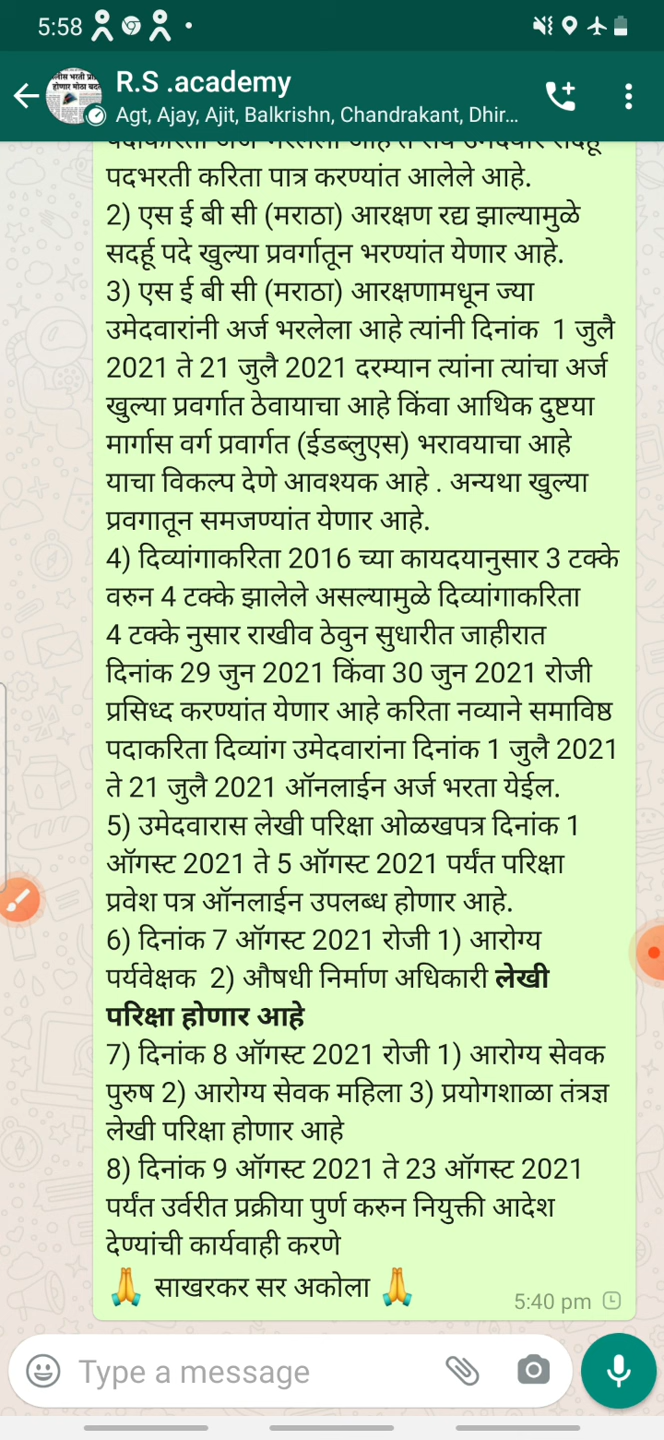 5:58
R.S .academy
Agt, Ajay, Ajit, Balkrishn, Chandrakant, Dhir...
पदभरती करिता पात्र करण्यांत आलेले आहे.
2) एस ई बी सी (मराठा) आरक्षण रद्य झाल्यामुळे
सदर्हू पदे खुल्या प्रवर्गातून भरण्यांत येणार आहे.
3) एस ई बी सी (मराठा) आरक्षणामधून ज्या
उमेदवारांनी अर्ज भरलेला आहे त्यांनी दिनांक 1 जुलै
2021 ते 21 जुलै 2021 दरम्यान त्यांना त्यांचा अर्ज
खुल्या प्रवर्गात ठेवायाचा आहे किंवा आथिक दुष्टया
मार्गास वर्ग प्रवार्गत (ईडब्लुएस) भरावयाचा आहे
याचा विकल्प देणे आवश्यक आहे . अन्यथा खुल्या
प्रवगातून समजण्यांत येणार आहे.
4) दिव्यांगाकरिता 2016 च्या कायदयानुसार 3 टक्के
वरुन 4 टक्के झालेले असल्यामुळे दिव्यांगाकरिता
4 टक्के नुसार राखीव ठेवुन सुधारीत जाहीरात
दिनांक 29 जुन 2021 किंवा 30 जुन 2021 रोजी
प्रसिध्द करण्यांत येणार आहे करिता नव्याने समाविष्ठ
पदाकरिता दिव्यांग उमेदवारांना दिनांक 1 जुलै 2021
ते 21 जुलै 2021 ऑनलाईन अर्ज भरता येईल.
5) उमेदवारास लेखी परिक्षा ओळखपत्र दिनांक 1
ऑगस्ट 2021 ते 5 ऑगस्ट 2021 पर्यंत परिक्षा
प्रवेश पत्र ऑनलाईन उपलब्ध होणार आहे.
6) दिनांक 7 ऑगस्ट 2021 रोजी 1) आरोग्य
पर्यवेक्षक 2) औषधी निर्माण अधिकारी लेखी
परिक्षा होणार आहे
7) दिनांक 8 ऑगस्ट 2021 रोजी 1) आरोग्य सेवक
पुरुष 2) आरोग्य सेवक महिला 3) प्रयोगशाळा तंत्रज्ञ
लेखी परिक्षा होणार आहे
8) दिनांक 9 ऑगस्ट 2021 ते 23 ऑगस्ट 2021
पर्यंत उर्वरीत प्रक्रीया पुर्ण करुन नियुक्ती आदेश
देण्यांची कार्यवाही करणे
🙏 साखरकर सर अकोला 🙏
5:40 pm
Type a message